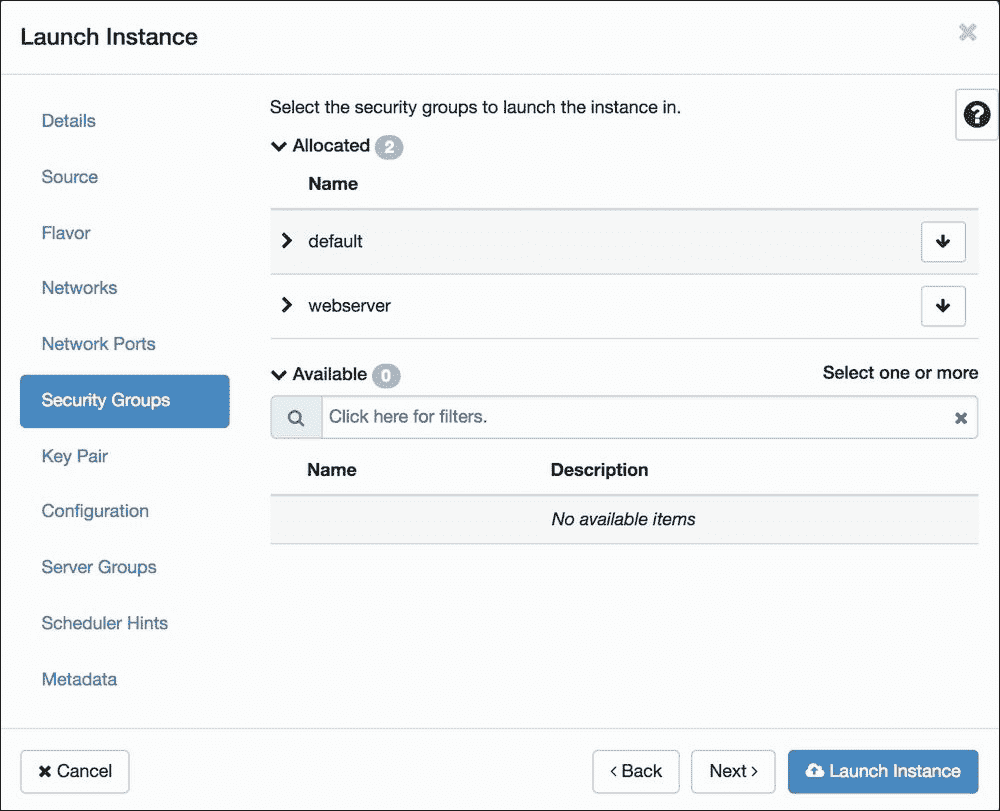 Launch Instance
Details
Source
Flavor
Networks
Network Ports
Security Groups
Key Pair
Configuration
Server Groups
Scheduler Hints
Metadata
Select the security groups to launch the instance in.
Allocated 2
Name
default
webserver
Available 0 Select one or more
Click here for filters.
Name Description
No available items
Cancel
Back
Next
Launch Instance